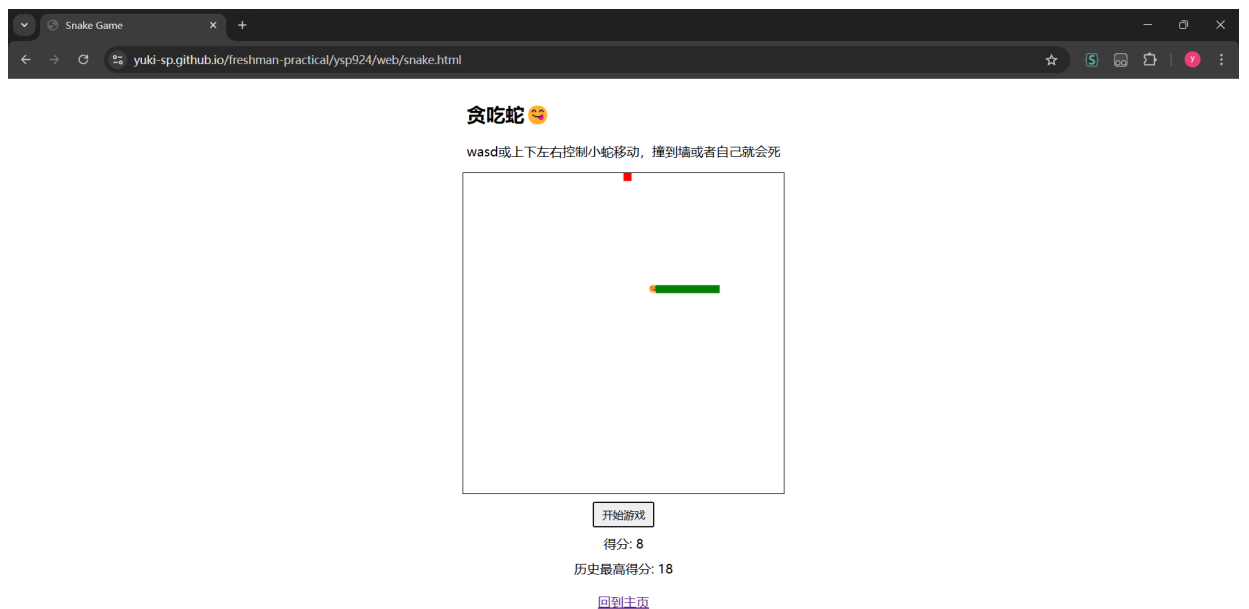 Snake Game
yuki-sp.github.io/freshman-practical/ysp924/web/snake.html
贪吃蛇😋
wasd或上下左右控制小蛇移动，撞到墙或者自己就会死
开始游戏
得分: 8
历史最高得分: 18
回到主页